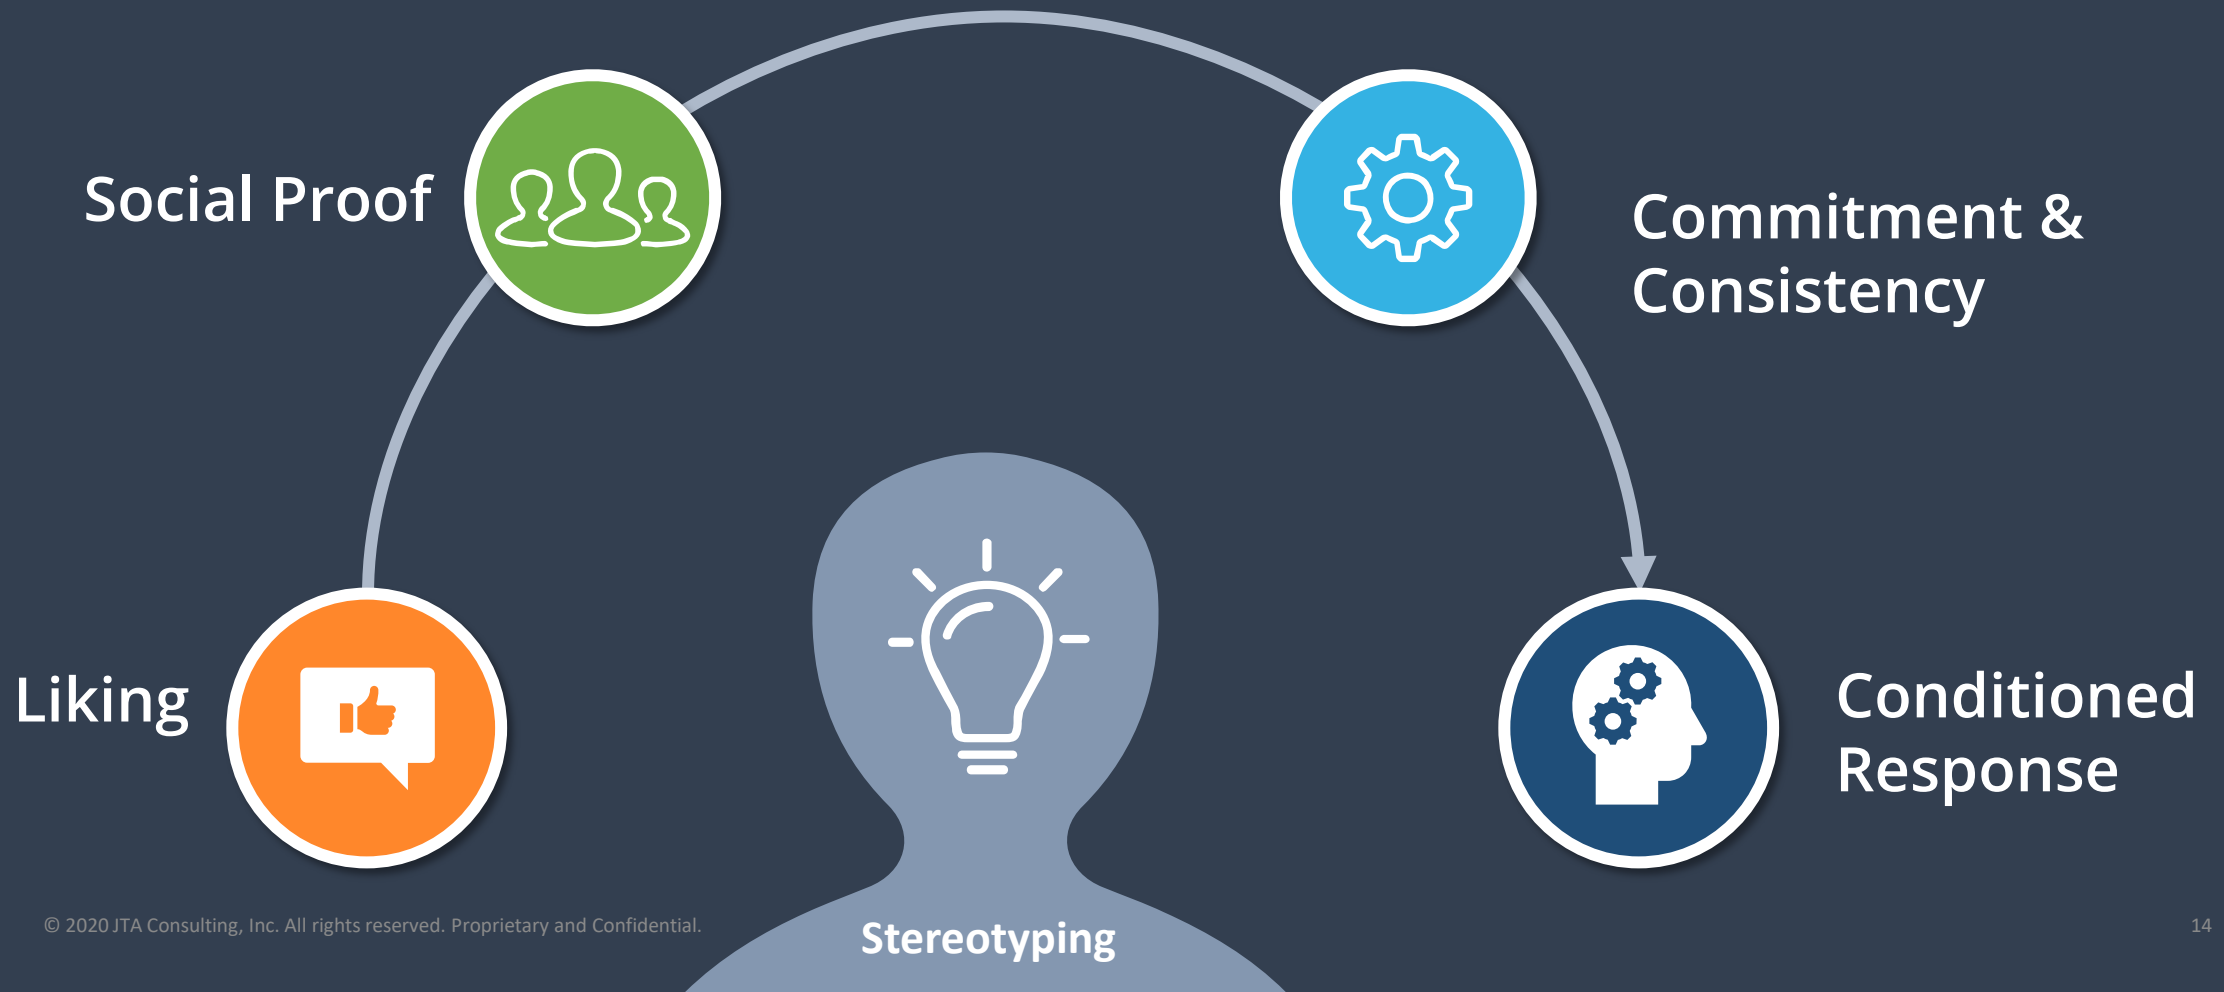 Social Proof
Commitment &
Consistency
Liking
Conditioned
Response
© 2020 JTA Consulting, Inc. All rights reserved. Proprietary and Confidential.
Stereotyping
14